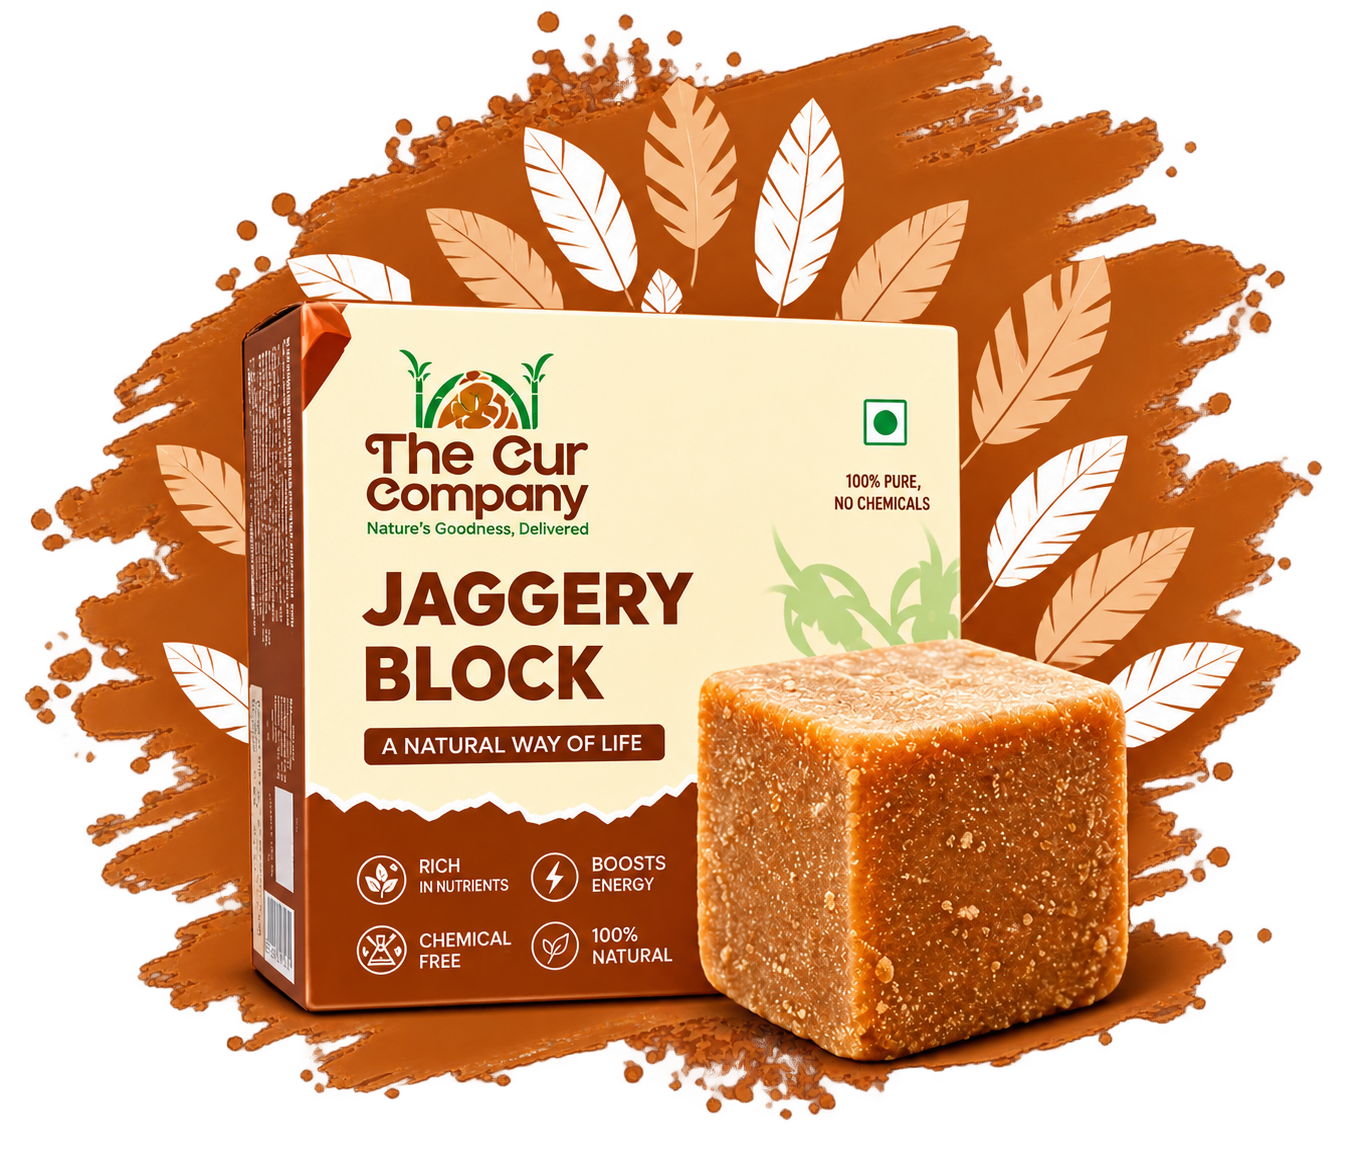 The Gur
Company
Nature's Goodness, Delivered
100% PURE,
NO CHEMICALS
JAGGERY
BLOCK
A NATURAL WAY OF LIFE
RICH
IN NUTRIENTS
BOOSTS
ENERGY
CHEMICAL
FREE
100%
NATURAL